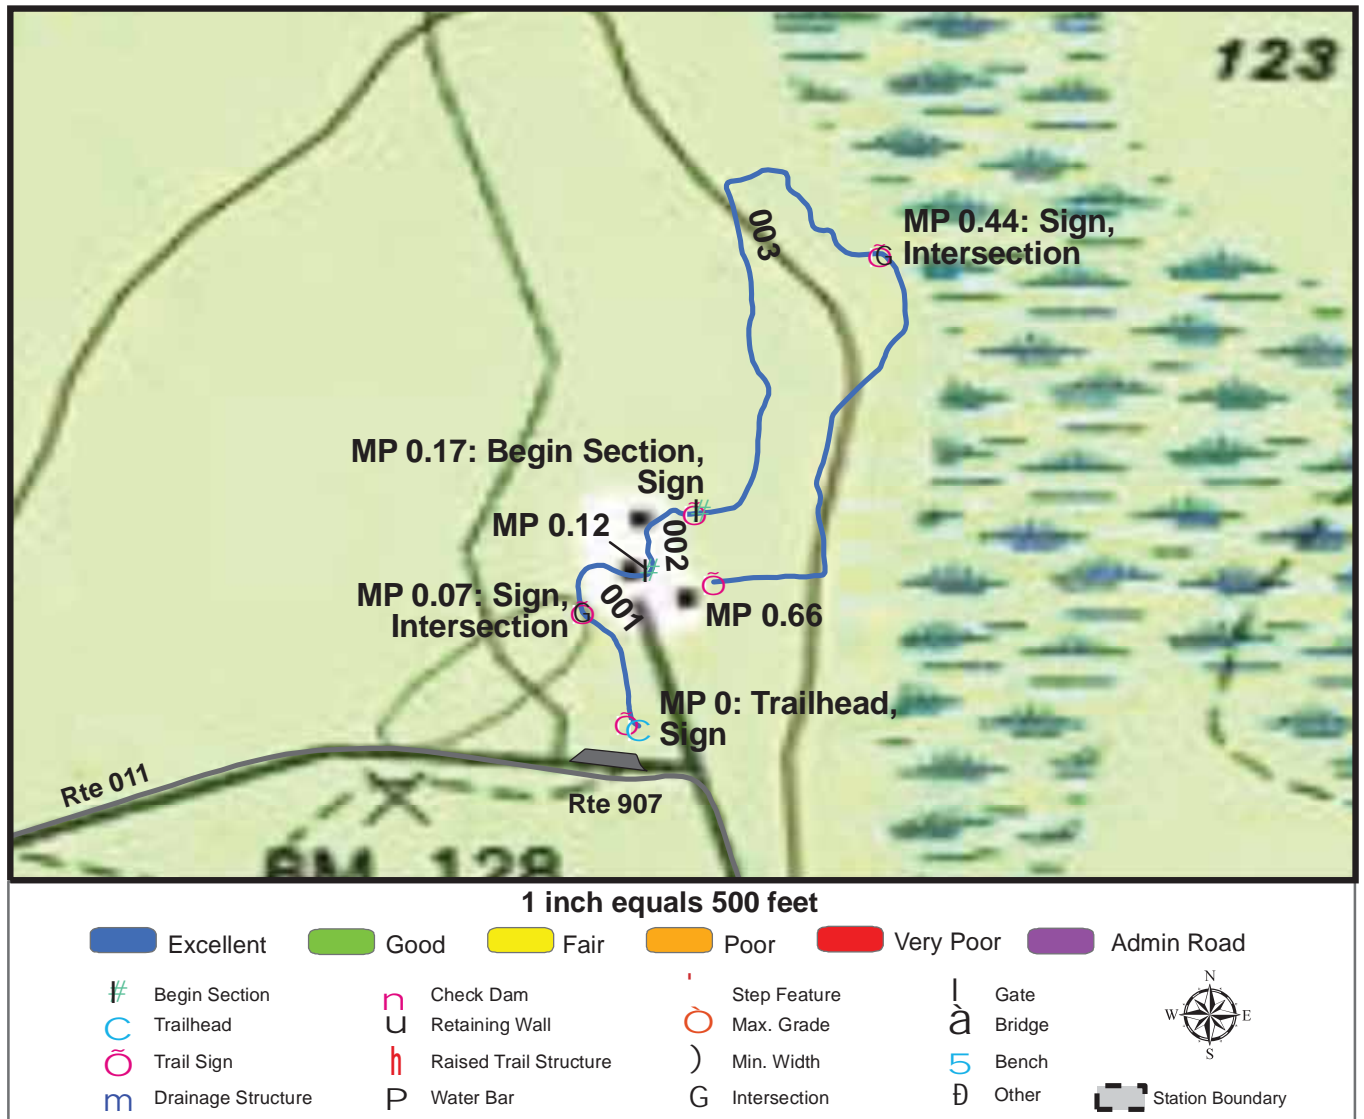 123
003
MP 0.44: Sign,
Intersection
MP 0.17: Begin Section,
Sign
MP 0.12
002
MP 0.07: Sign,
Intersection
001
MP 0.66
MP 0: Trailhead,
Sign
Rte 011
Rte 907
BM 128
1 inch equals 500 feet
Excellent
Good
Fair
Poor
Very Poor
Admin Road
Begin Section
Check Dam
Step Feature
Gate
Trailhead
Retaining Wall
Max. Grade
Bridge
Trail Sign
Raised Trail Structure
Min. Width
Bench
Drainage Structure
Water Bar
Intersection
Other
Station Boundary
N
W E
S